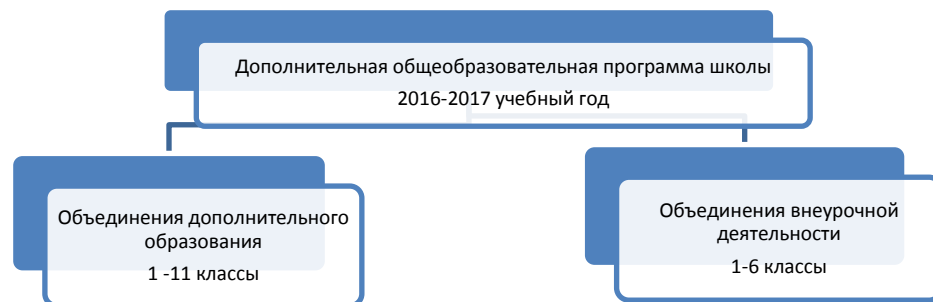 Дополнительная общеобразовательная программа школы
2016-2017 учебный год
Объединения дополнительного
образования
1 -11 классы
Объединения внеурочной
деятельности
1-6 классы